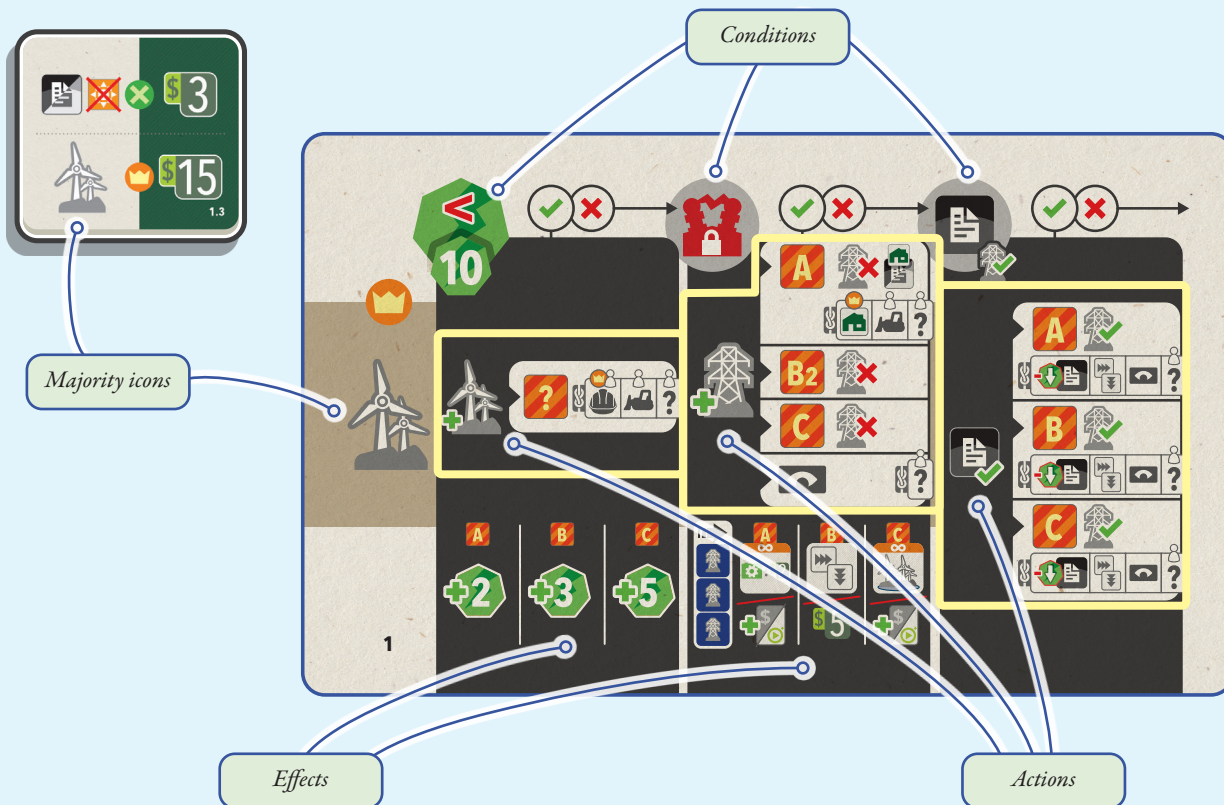 Conditions
$3
$15
1.3
<
10
A
?
B2
C
?
?
Majority icons
A
?
B
?
C
?
A B C
+2 +3 +5
A B C
∞ ∞
$ $5 $
1
Effects
Actions